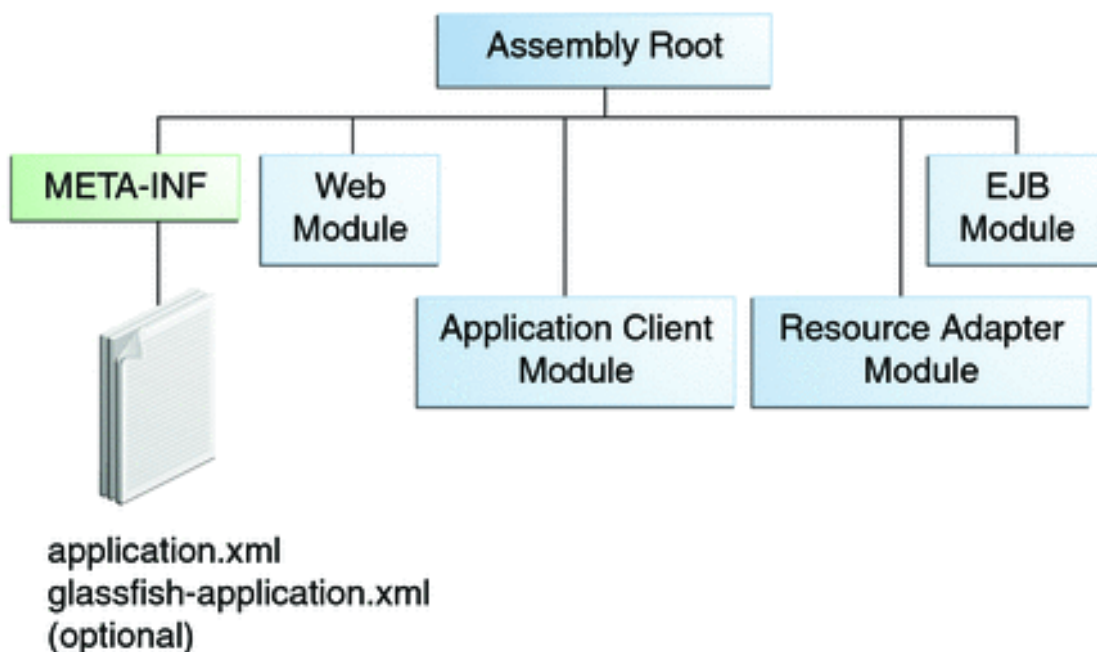 Assembly Root
META-INF
Web
Module
EJB
Module
Application Client
Module
Resource Adapter
Module
application.xml
glassfish-application.xml
(optional)